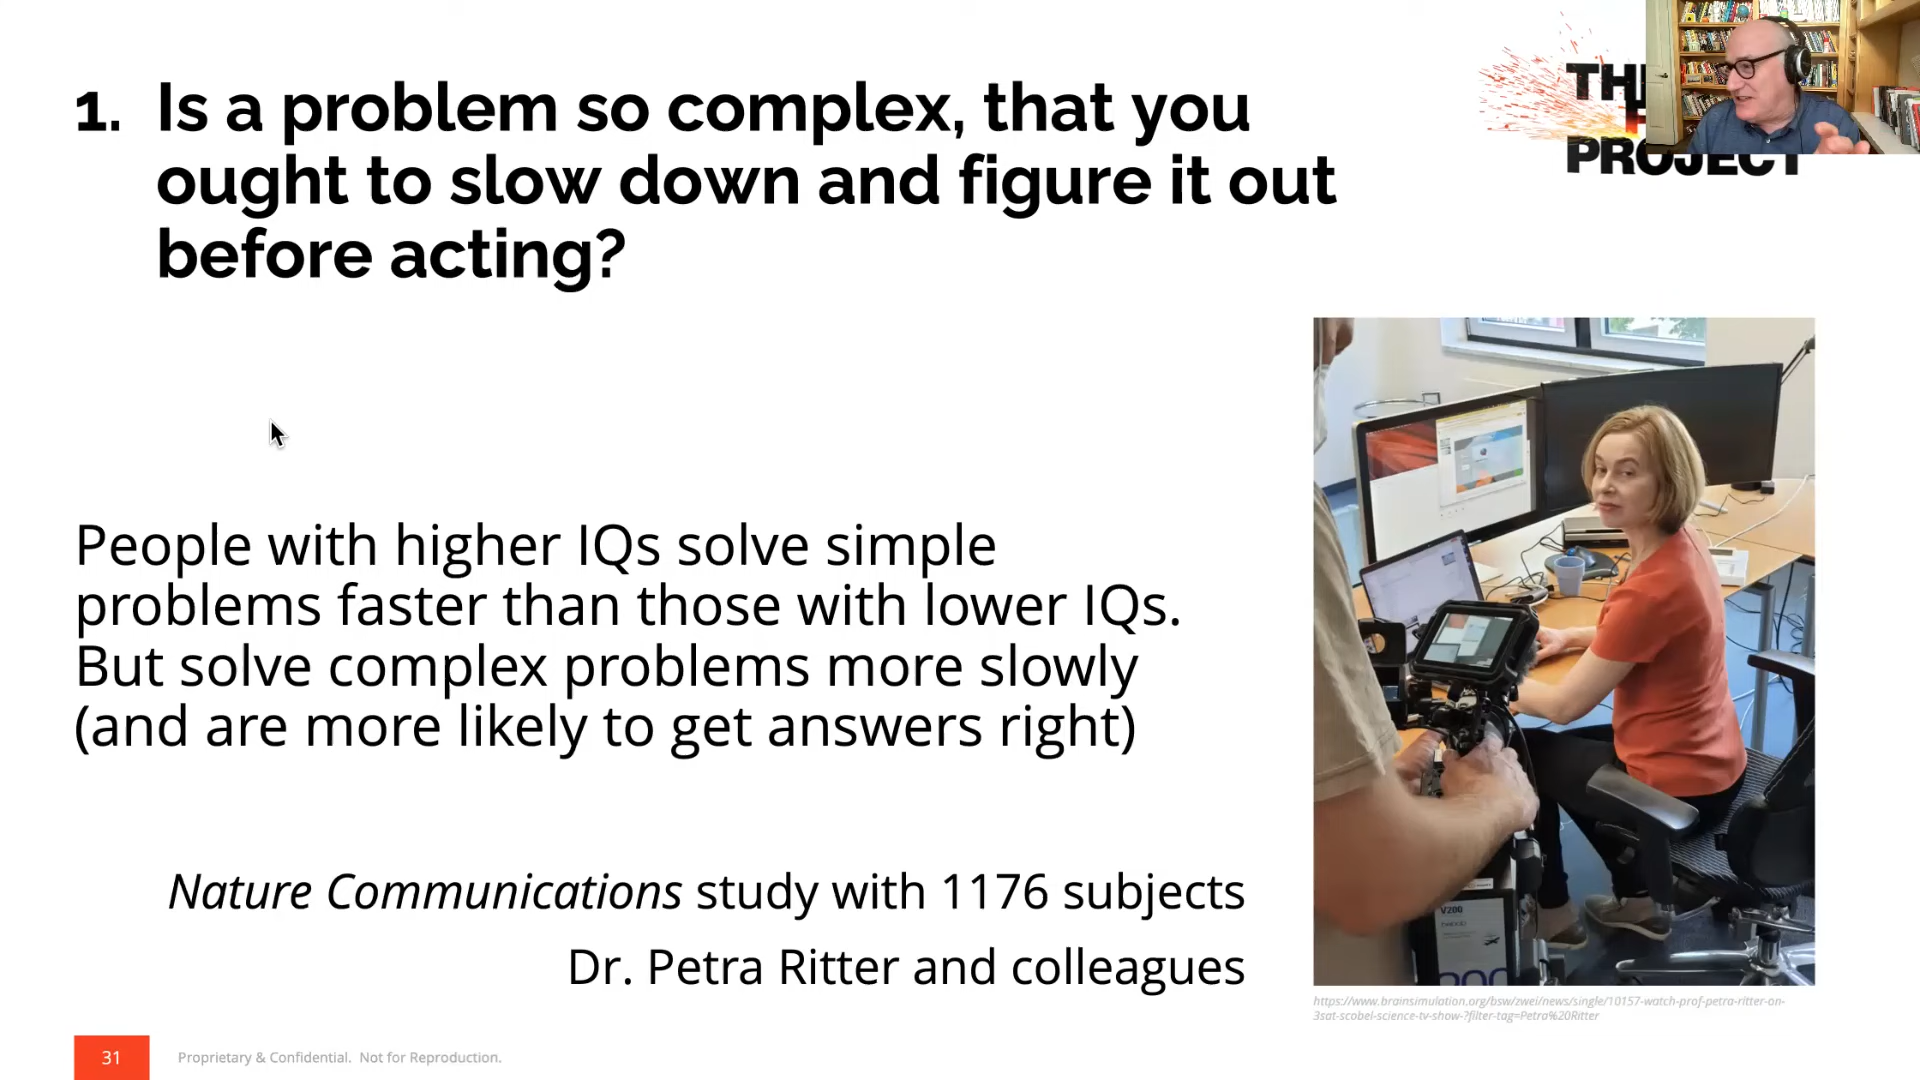 1. Is a problem so complex, that you
ought to slow down and figure it out
before acting?
TH
PROJECT
People with higher IQs solve simple
problems faster than those with lower IQs.
But solve complex problems more slowly
(and are more likely to get answers right)
Nature Communications study with 1176 subjects
Dr. Petra Ritter and colleagues
V200
https://www.brainsimulation.org/bsw/zwei/news/single/10157-watch-prof-petra-ritter-on-
3sat-scobel-science-tv-show-?filter-tag=Petra%20Ritter
31 Proprietary & Confidential. Not for Reproduction.